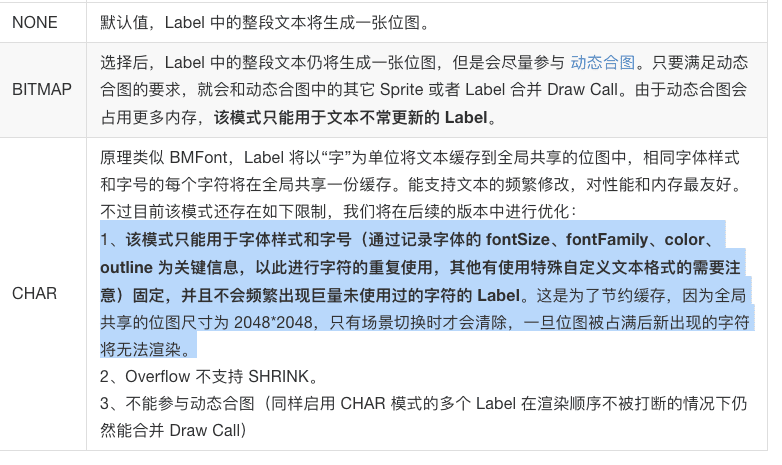 NONE
默认值，Label 中的整段文本将生成一张位图。
BITMAP
选择后，Label 中的整段文本仍将生成一张位图，但是会尽量参与 动态合图。只要满足动态
合图的要求，就会和动态合图中的其它 Sprite 或者 Label 合并 Draw Call。由于动态合图会
占用更多内存，该模式只能用于文本不常更新的 Label。
CHAR
原理类似 BMFont，Label 将以“字”为单位将文本缓存到全局共享的位图中，相同字体样式
和字号的每个字符将在全局共享一份缓存。能支持文本的频繁修改，对性能和内存最友好。
不过目前该模式还存在如下限制，我们将在后续的版本中进行优化：
1、该模式只能用于字体样式和字号（通过记录字体的 fontSize、fontFamily、color、
outline 为关键信息，以此进行字符的重复使用，其他有使用特殊自定义文本格式的需要注
意）固定，并且不会频繁出现巨量未使用过的字符的 Label。这是为了节约缓存，因为全局
共享的位图尺寸为 2048*2048，只有场景切换时才会清除，一旦位图被占满后新出现的字符
将无法渲染。
2、Overflow 不支持 SHRINK。
3、不能参与动态合图（同样启用 CHAR 模式的多个 Label 在渲染顺序不被打断的情况下仍
然能合并 Draw Call）